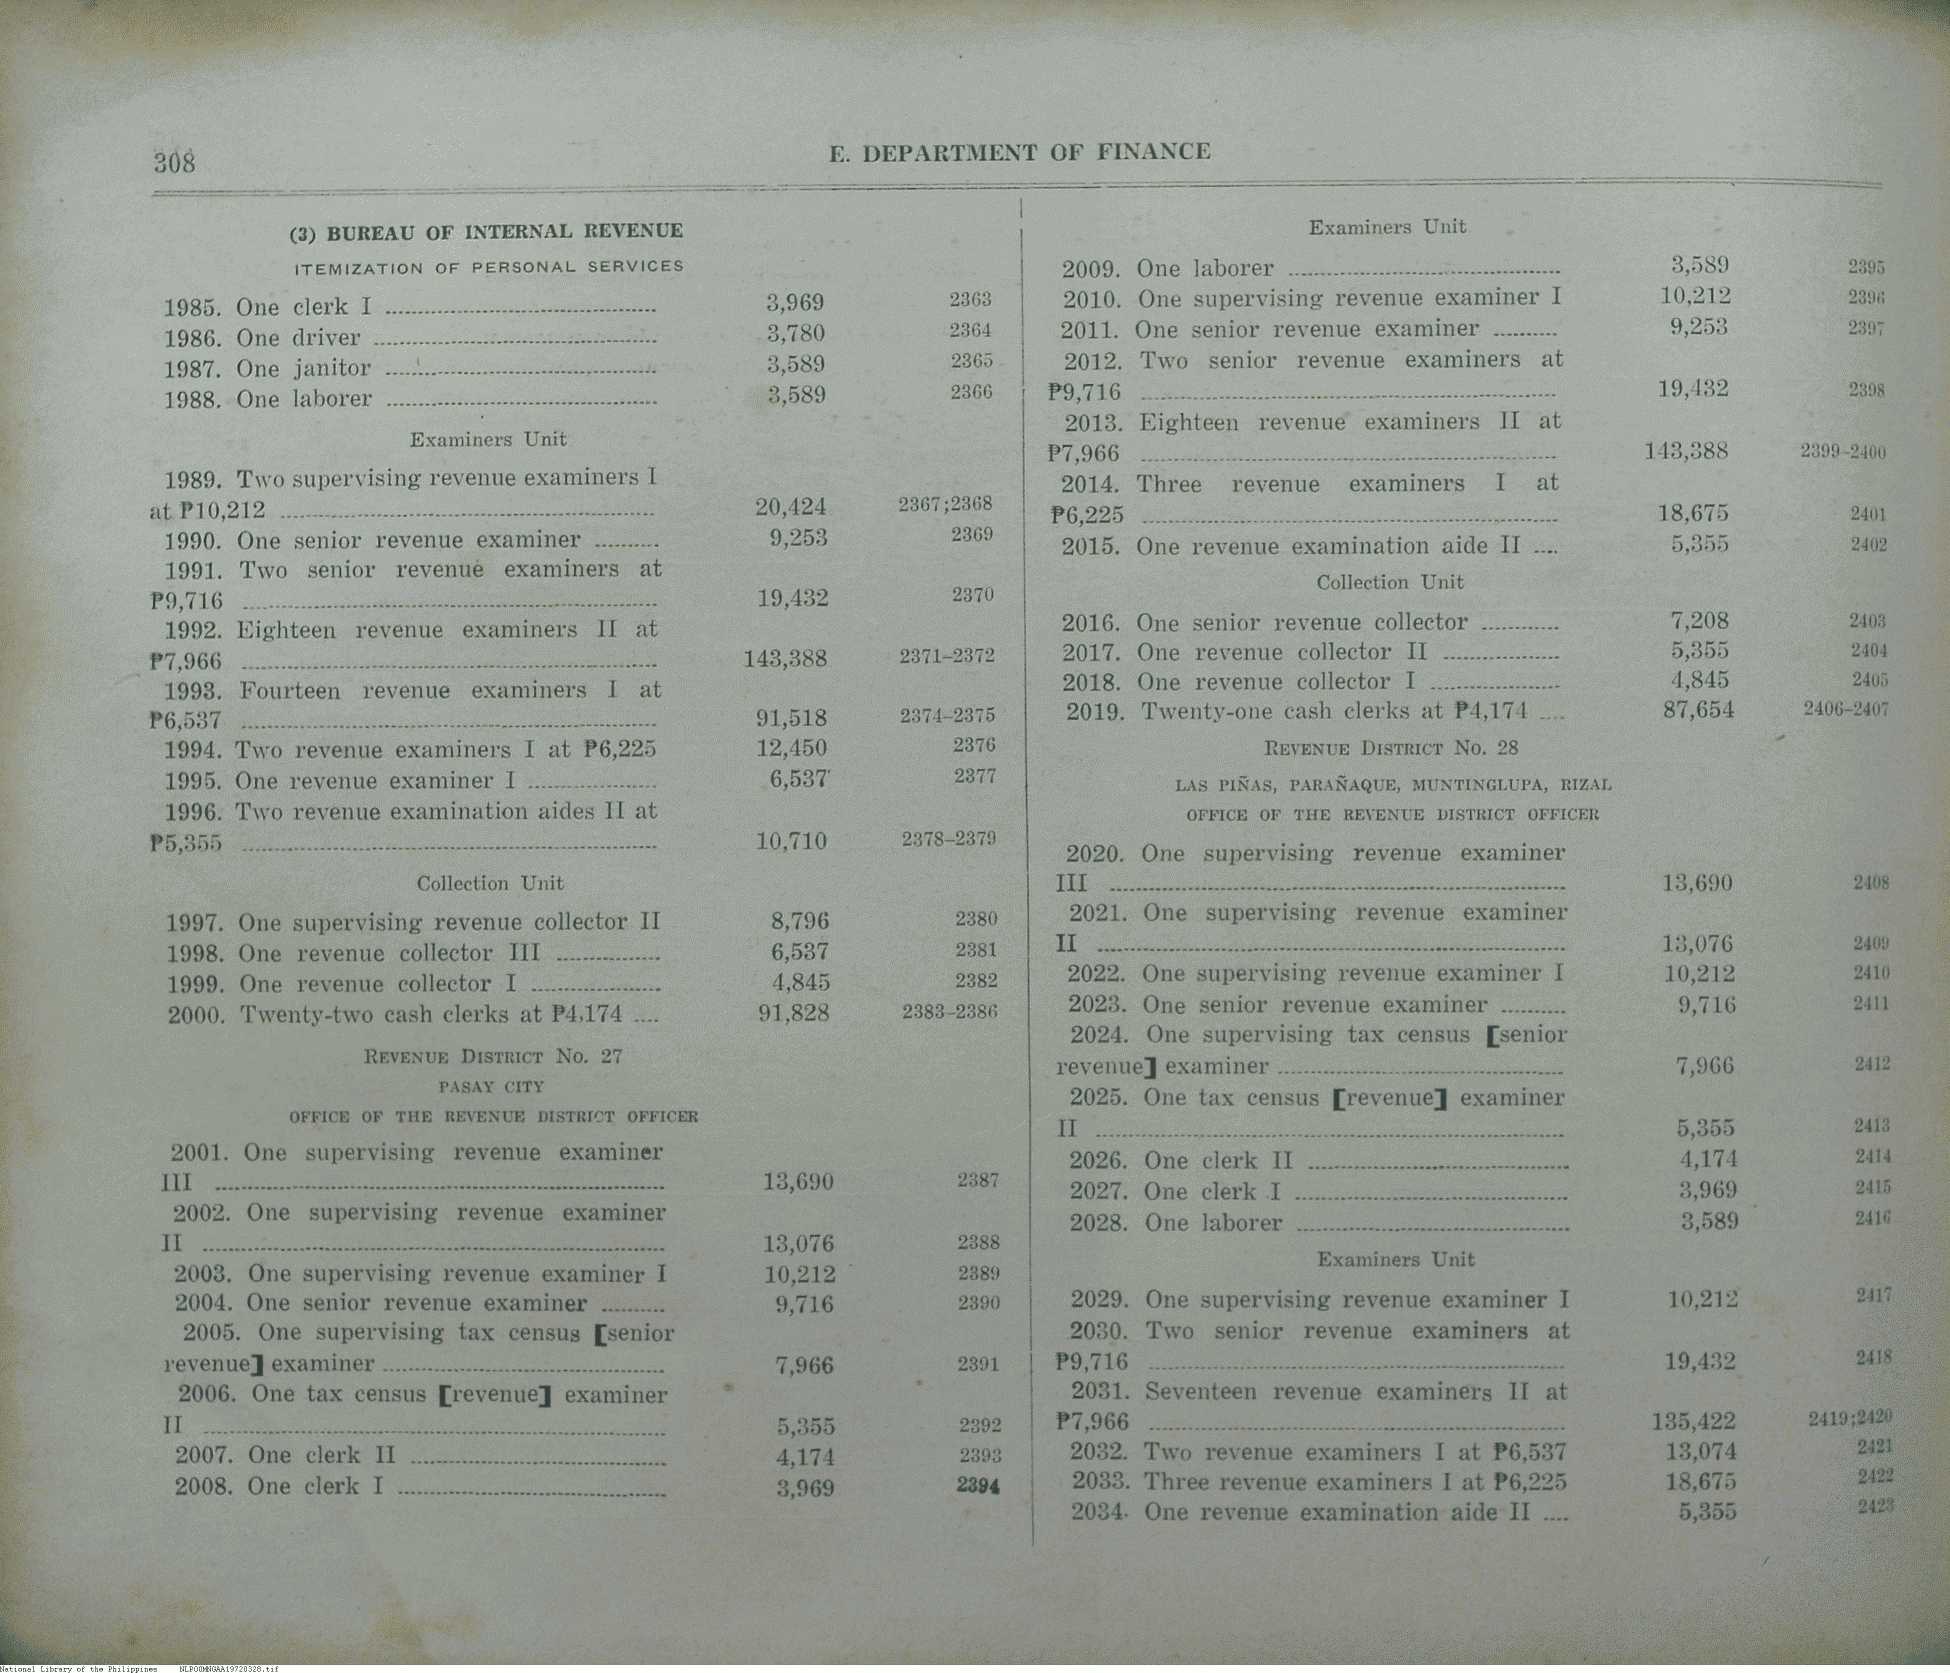 308
E. DEPARTMENT OF FINANCE
(3) BUREAU OF INTERNAL REVENUE
ITEMIZATION OF PERSONAL SERVICES
1985. One clerk I 3,969 2363
1986. One driver 3,780 2364
1987. One janitor 3,589 2365
1988. One laborer 3,589 2366
Examiners Unit
1989. Two supervising revenue examiners I
at ₱10,212 20,424 2367;2368
1990. One senior revenue examiner 9,253 2369
1991. Two senior revenue examiners at
₱9,716 19,432 2370
1992. Eighteen revenue examiners II at
₱7,966 143,388 2371–2372
1993. Fourteen revenue examiners I at
₱6,537 91,518 2374–2375
1994. Two revenue examiners I at ₱6,225 12,450 2376
1995. One revenue examiner I 6,537 2377
1996. Two revenue examination aides II at
₱5,355 10,710 2378–2379
Collection Unit
1997. One supervising revenue collector II 8,796 2380
1998. One revenue collector III 6,537 2381
1999. One revenue collector I 4,845 2382
2000. Twenty-two cash clerks at ₱4,174 91,828 2383–2386
REVENUE DISTRICT NO. 27
PASAY CITY
OFFICE OF THE REVENUE DISTRICT OFFICER
2001. One supervising revenue examiner
III 13,690 2387
2002. One supervising revenue examiner
II 13,076 2388
2003. One supervising revenue examiner I 10,212 2389
2004. One senior revenue examiner 9,716 2390
2005. One supervising tax census [senior
revenue] examiner 7,966 2391
2006. One tax census [revenue] examiner
II 5,355 2392
2007. One clerk II 4,174 2393
2008. One clerk I 3,969 2394
Examiners Unit
2009. One laborer 3,589 2395
2010. One supervising revenue examiner I 10,212 2396
2011. One senior revenue examiner 9,253 2397
2012. Two senior revenue examiners at
₱9,716 19,432 2398
2013. Eighteen revenue examiners II at
₱7,966 143,388 2399–2400
2014. Three revenue examiners I at
₱6,225 18,675 2401
2015. One revenue examination aide II 5,355 2402
Collection Unit
2016. One senior revenue collector 7,208 2403
2017. One revenue collector II 5,355 2404
2018. One revenue collector I 4,845 2405
2019. Twenty-one cash clerks at ₱4,174 87,654 2406–2407
REVENUE DISTRICT NO. 28
LAS PIÑAS, PARAÑAQUE, MUNTINGLUPA, RIZAL
OFFICE OF THE REVENUE DISTRICT OFFICER
2020. One supervising revenue examiner
III 13,690 2408
2021. One supervising revenue examiner
II 13,076 2409
2022. One supervising revenue examiner I 10,212 2410
2023. One senior revenue examiner 9,716 2411
2024. One supervising tax census [senior
revenue] examiner 7,966 2412
2025. One tax census [revenue] examiner
II 5,355 2413
2026. One clerk II 4,174 2414
2027. One clerk I 3,969 2415
2028. One laborer 3,589 2416
Examiners Unit
2029. One supervising revenue examiner I 10,212 2417
2030. Two senior revenue examiners at
₱9,716 19,432 2418
2031. Seventeen revenue examiners II at
₱7,966 135,422 2419;2420
2032. Two revenue examiners I at ₱6,537 13,074 2421
2033. Three revenue examiners I at ₱6,225 18,675 2422
2034. One revenue examination aide II 5,355 2423
National Library of the Philippines NLP00MNGAA19720328.tif